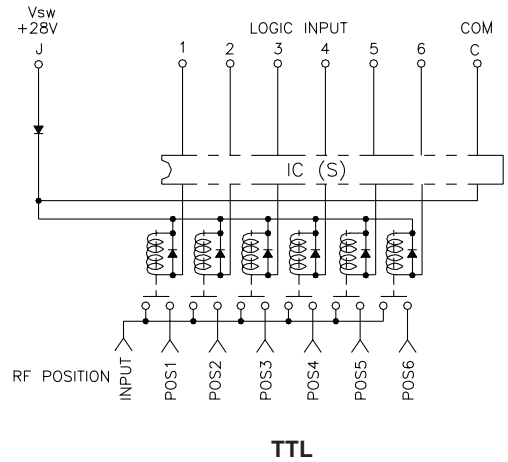 Vsw
+28V
J
LOGIC INPUT
COM
1 2 3 4 5 6 C
IC (S)
RF POSITION
INPUT
POS1
POS2
POS3
POS4
POS5
POS6
TTL